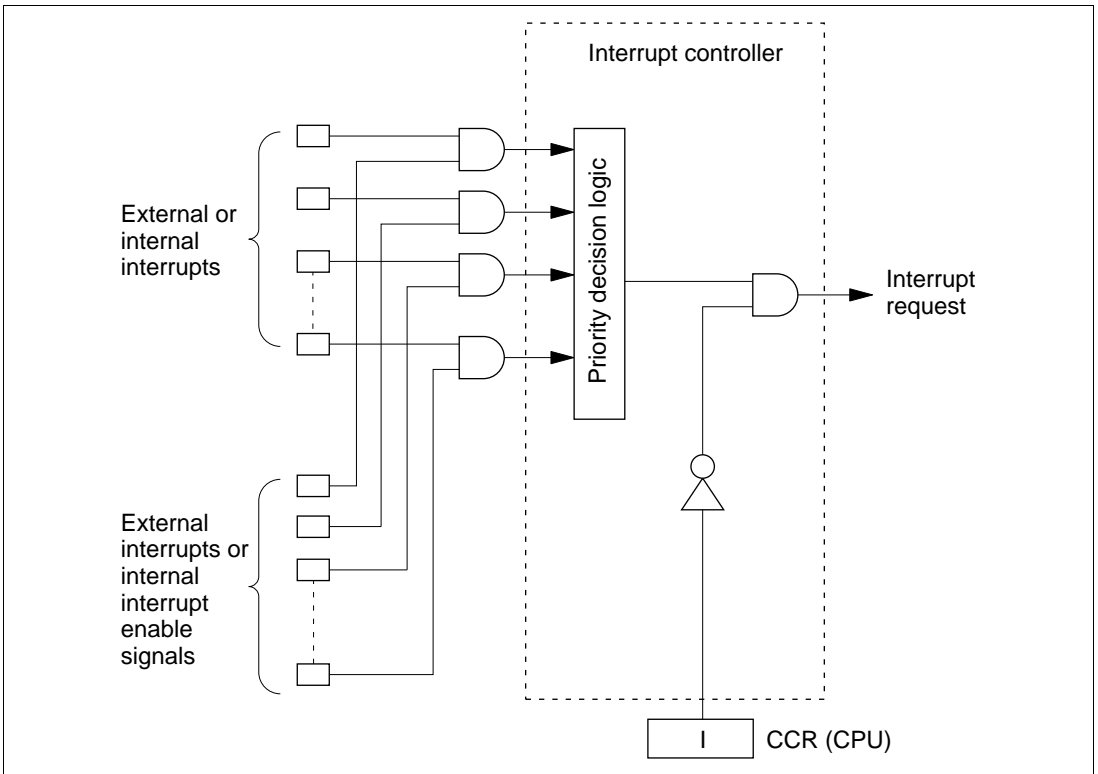 Interrupt controller
External or
internal
interrupts
Priority decision logic
Interrupt
request
External
interrupts or
internal
interrupt
enable
signals
I
CCR (CPU)